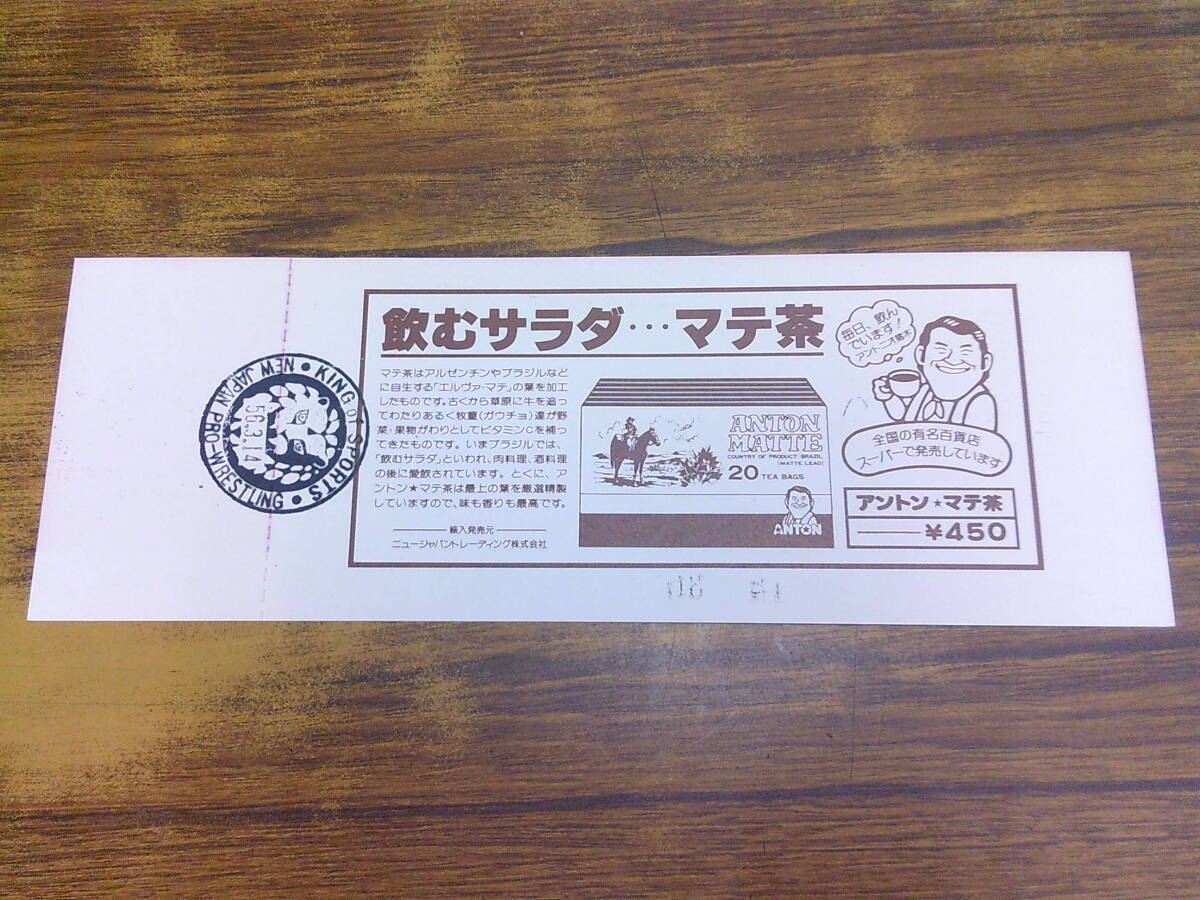 飲むサラダ…マテ茶
マテ茶はアルゼンチンやブラジルなど
に自生する「エルヴァ・マテ」の葉を加工
したものです。古くから草原に牛を追っ
てわたりあるく牧童(ガウチョ)達が野
菜・果物がわりとしてビタミンCを補っ
てきたものです。いまブラジルでは、
「飲むサラダ」といわれ、肉料理、酒料理
の後に愛飲されています。とくに、ア
ントン★マテ茶は最上の葉を厳選精製
していますので、味も香りも最高です。
輸入発売元
ニュージャパントレーディング株式会社
ANTON
MATTE
COUNTRY OF PRODUCT BRAZIL
(MATTE LEAO)
20 TEA BAGS
ANTON
毎日、飲ん
でいます!
アントニオ猪木
全国の有名百貨店
スーパーで発売しています
アントン★マテ茶
¥450
KING OF SPORTS
NEW JAPAN PRO-WRESTLING